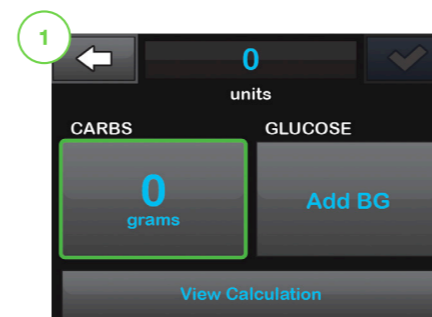 1
0
units
CARBS GLUCOSE
0
grams
Add BG
View Calculation